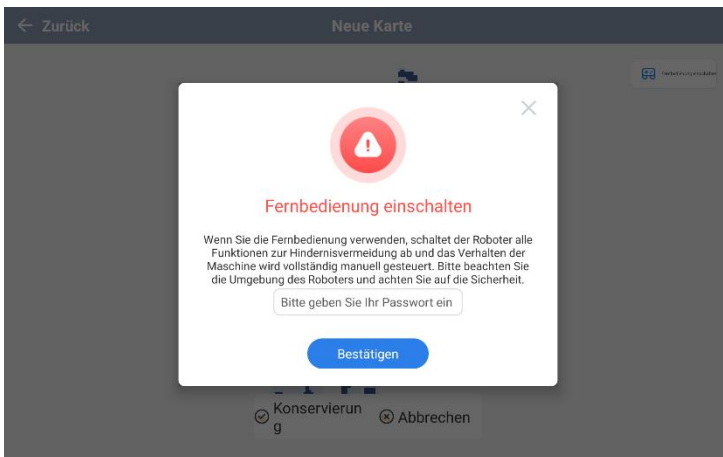 Zurück
Neue Karte
Fernbedienung einschalten
Wenn Sie die Fernbedienung verwenden, schaltet der Roboter alle
Funktionen zur Hindernisvermeidung ab und das Verhalten der
Maschine wird vollständig manuell gesteuert. Bitte beachten Sie
die Umgebung des Roboters und achten Sie auf die Sicherheit.
Bitte geben Sie Ihr Passwort ein
Bestätigen
Konservierun
g
Abbrechen